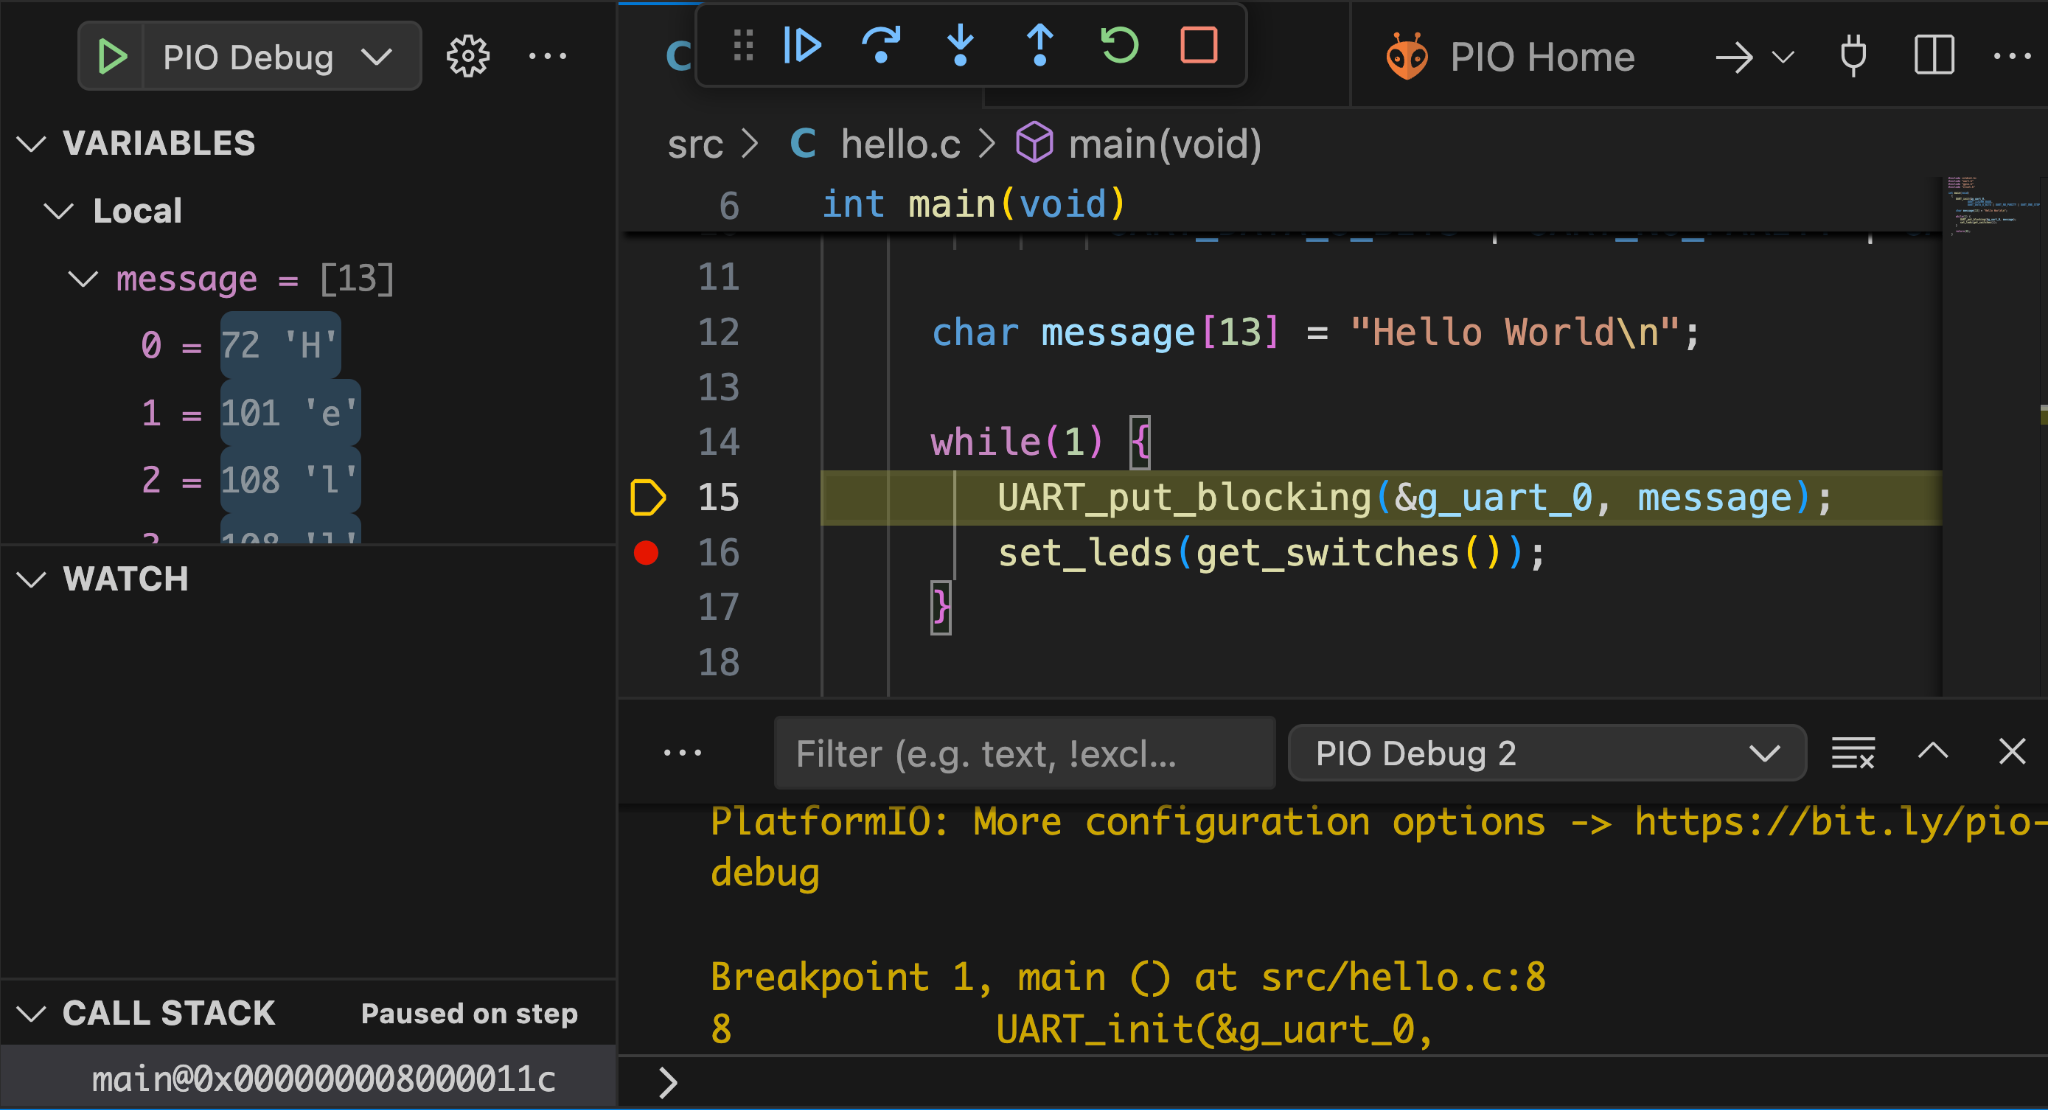 PIO Debug
VARIABLES
Local
message = [13]
0 = 72 'H'
1 = 101 'e'
2 = 108 'l'
WATCH
CALL STACK Paused on step
main@0x000000008000011c
C
PIO Home
src > C hello.c > main(void)
6 int main(void)
11
12 char message[13] = "Hello World\n";
13
14 while(1) {
15 UART_put_blocking(&g_uart_0, message);
16 set_leds(get_switches());
17 }
18
Filter (e.g. text, !excl... PIO Debug 2
PlatformIO: More configuration options -> https://bit.ly/pio-
debug
Breakpoint 1, main () at src/hello.c:8
8 UART_init(&g_uart_0,
>